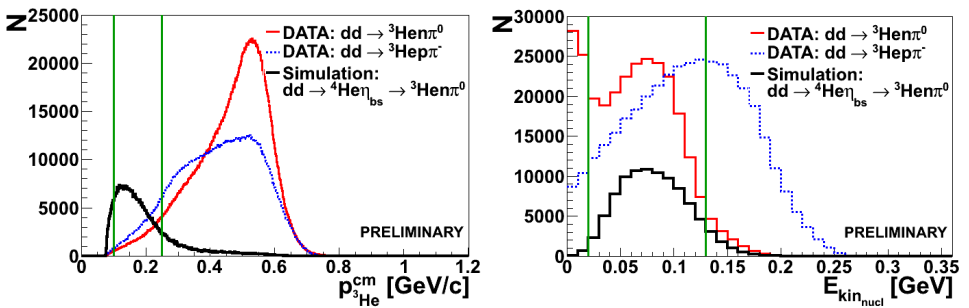 N
25000
20000
15000
10000
5000
0
DATA: dd → ³Henπ⁰
DATA: dd → ³Hepπ⁻
Simulation:
dd → ⁴Heη_bs → ³Henπ⁰
PRELIMINARY
0 0.2 0.4 0.6 0.8 1 1.2
p^cm_³He [GeV/c]
N
30000
25000
20000
15000
10000
5000
0
DATA: dd → ³Henπ⁰
DATA: dd → ³Hepπ⁻
Simulation:
dd → ⁴Heη_bs → ³Henπ⁰
PRELIMINARY
0 0.05 0.1 0.15 0.2 0.25 0.3 0.35
E_kin_nucl [GeV]